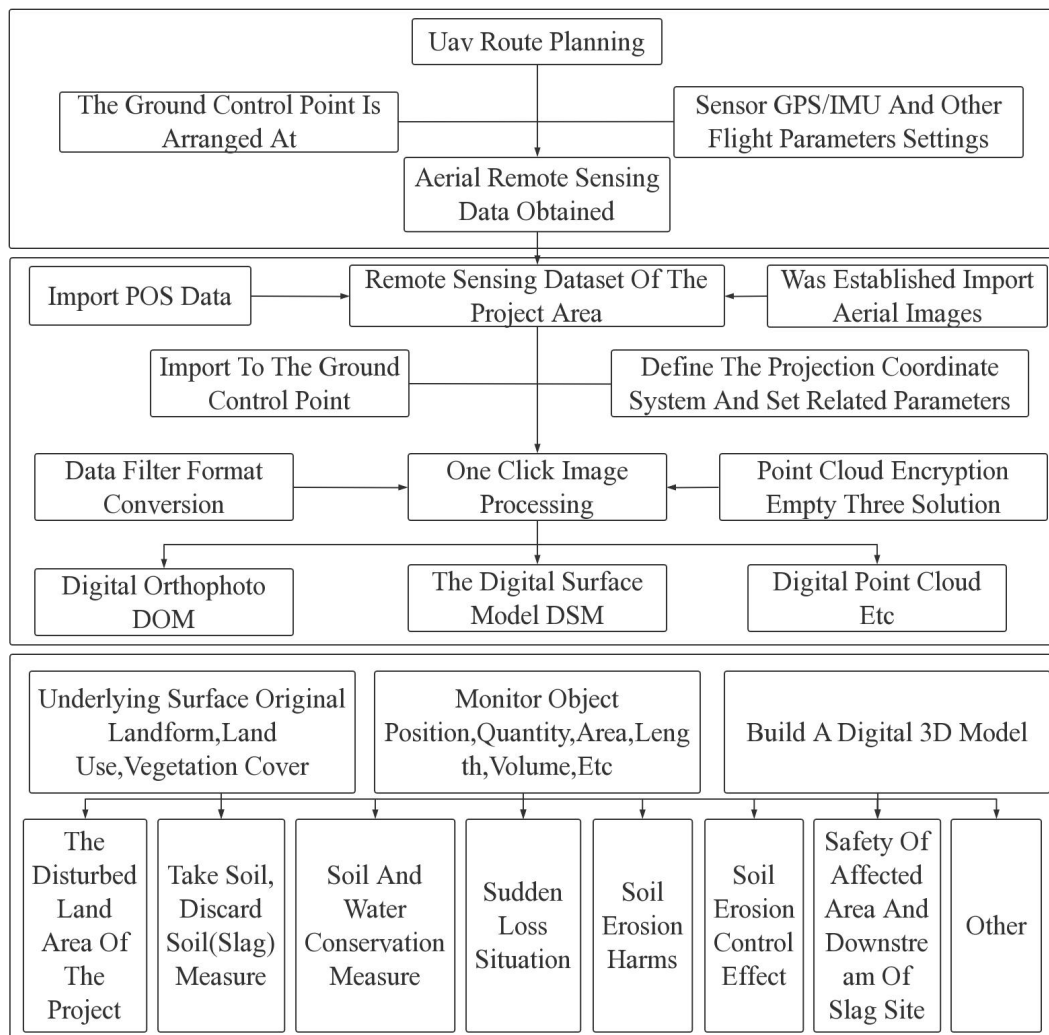 Uav Route Planning
The Ground Control Point Is
Arranged At
Sensor GPS/IMU And Other
Flight Parameters Settings
Aerial Remote Sensing
Data Obtained
Import POS Data
Remote Sensing Dataset Of The
Project Area
Was Established Import
Aerial Images
Import To The Ground
Control Point
Define The Projection Coordinate
System And Set Related Parameters
Data Filter Format
Conversion
One Click Image
Processing
Point Cloud Encryption
Empty Three Solution
Digital Orthophoto
DOM
The Digital Surface
Model DSM
Digital Point Cloud
Etc
Underlying Surface Original
Landform,Land
Use,Vegetation Cover
Monitor Object
Position,Quantity,Area,Leng
th,Volume,Etc
Build A Digital 3D Model
The
Disturbed
Land
Area Of
The
Project
Take Soil,
Discard
Soil(Slag)
Measure
Soil And
Water
Conservation
Measure
Sudden
Loss
Situation
Soil
Erosion
Harms
Soil
Erosion
Control
Effect
Safety Of
Affected
Area And
Downstre
am Of
Slag Site
Other